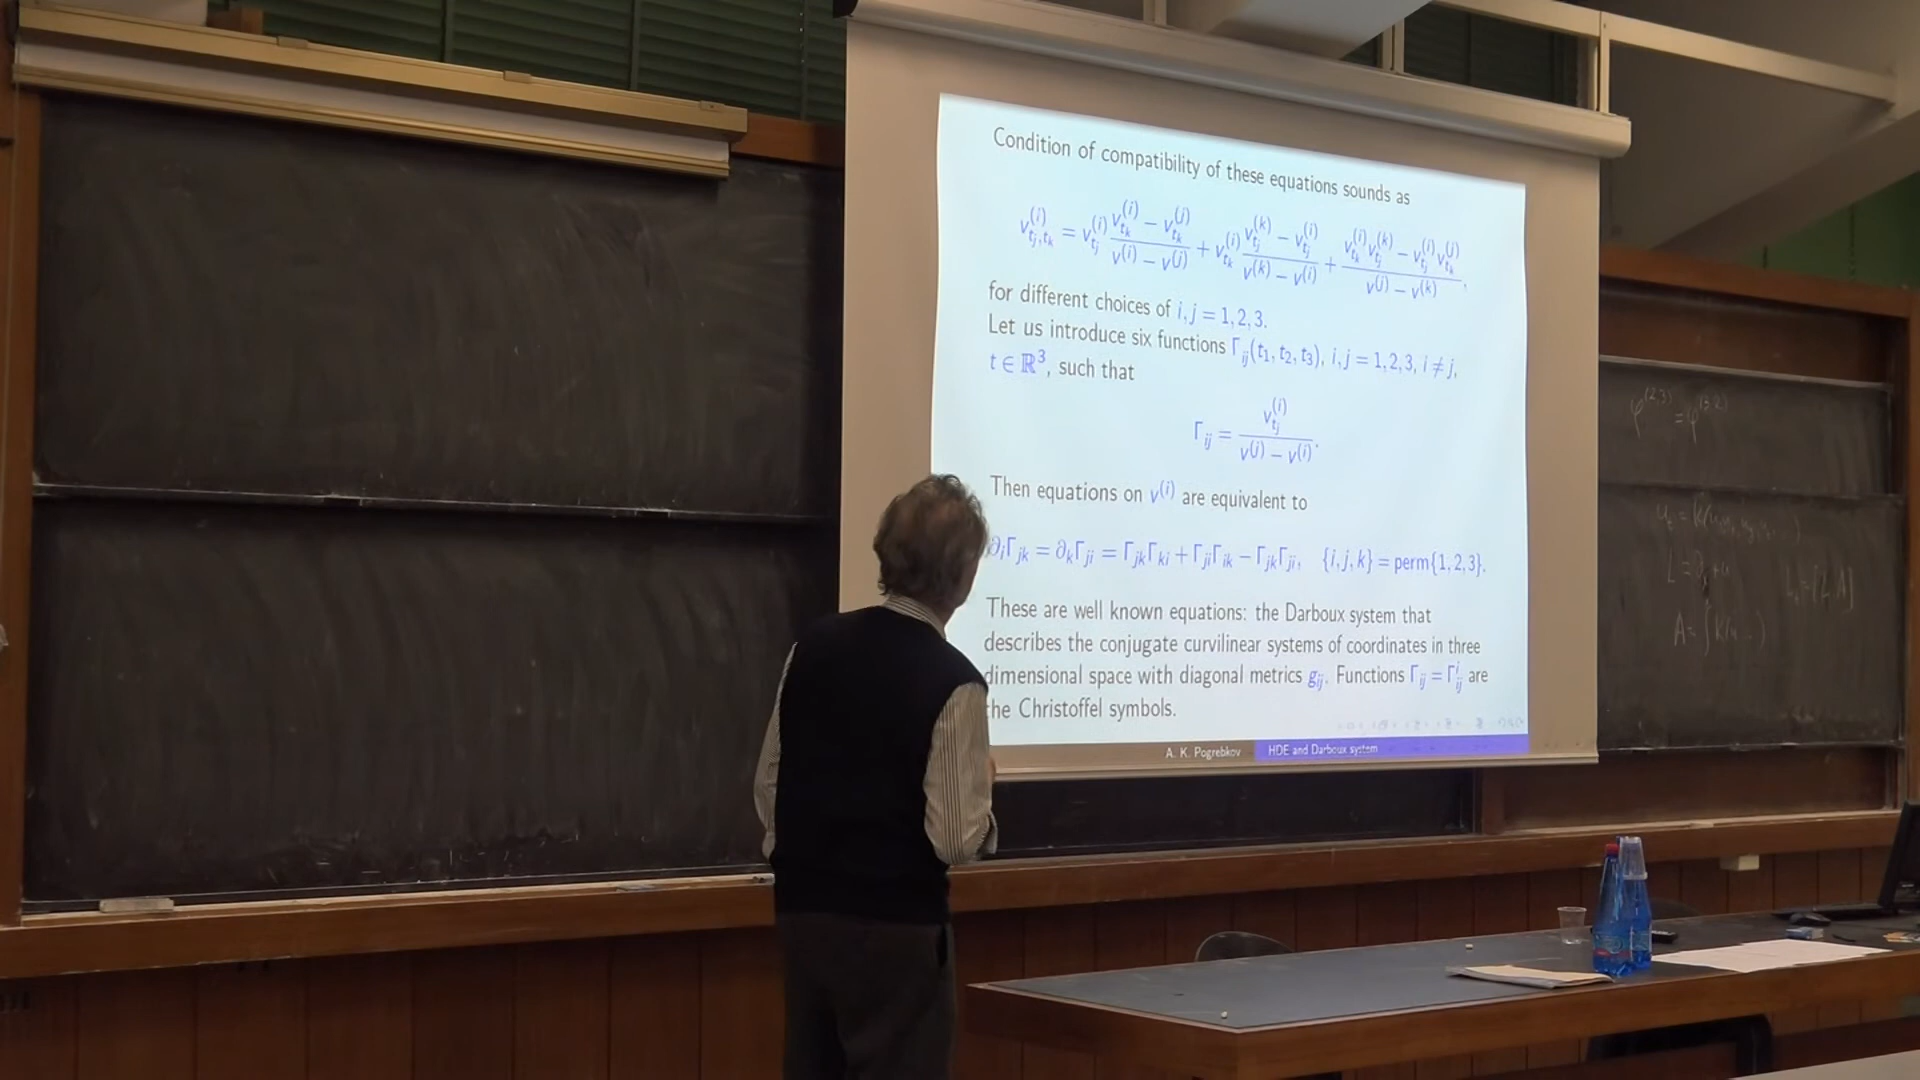 Condition of compatibility of these equations sounds as
v^{(i)}_{t_j,t_k} = v^{(i)}_{t_j} \frac{v^{(i)}_{t_k} - v^{(j)}_{t_k}}{v^{(i)} - v^{(j)}} + v^{(i)}_{t_k} \frac{v^{(k)}_{t_j} - v^{(i)}_{t_j}}{v^{(k)} - v^{(i)}} + \frac{v^{(i)}_{t_k} v^{(k)}_{t_j} - v^{(i)}_{t_j} v^{(j)}_{t_k}}{v^{(j)} - v^{(k)}},
for different choices of i, j = 1, 2, 3.
Let us introduce six functions Γ_{ij}(t_1, t_2, t_3), i, j = 1, 2, 3, i ≠ j,
t ∈ ℝ^3, such that
Γ_{ij} = \frac{v^{(i)}_{t_j}}{v^{(j)} - v^{(i)}}.
Then equations on v^{(i)} are equivalent to
∂_iΓ_{jk} = ∂_kΓ_{ji} = Γ_{jk}Γ_{ki} + Γ_{ji}Γ_{ik} − Γ_{jk}Γ_{ji}, {i, j, k} = perm{1, 2, 3}.
These are well known equations: the Darboux system that
describes the conjugate curvilinear systems of coordinates in three
dimensional space with diagonal metrics g_{ij}. Functions Γ_{ij} = Γ^i_{ij} are
the Christoffel symbols.
A. K. Pogrebkov HDE and Darboux system
φ^{(2,3)} = φ^{(3,2)}